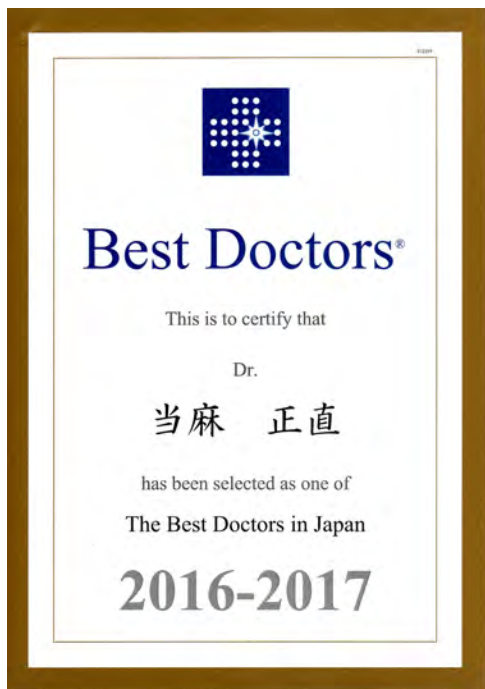 Best Doctors®
This is to certify that
Dr.
当麻 正直
has been selected as one of
The Best Doctors in Japan
2016-2017